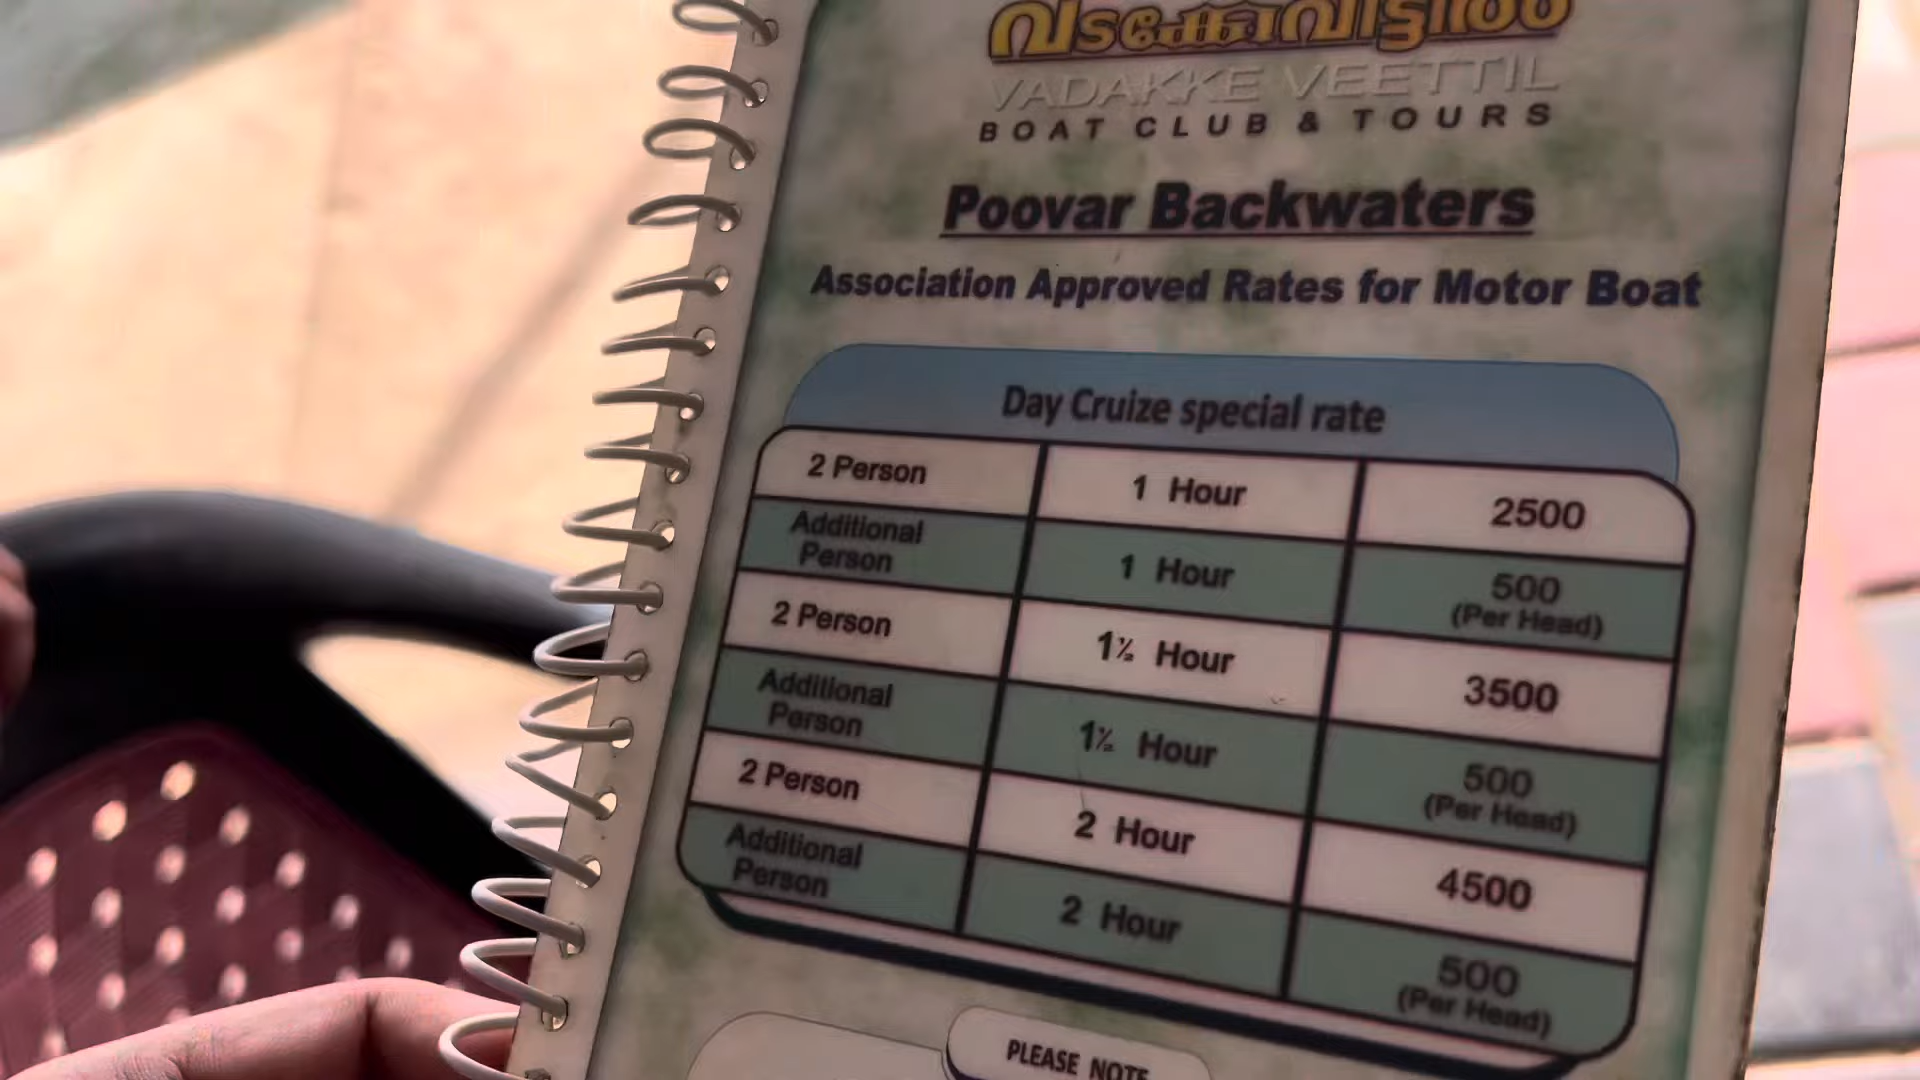 വടക്കേവീട്ടിൽ
VADAKKE VEETTIL
BOAT CLUB & TOURS
Poovar Backwaters
Association Approved Rates for Motor Boat
Day Cruize special rate
2 Person 1 Hour 2500
Additional Person 1 Hour 500 (Per Head)
2 Person 1½ Hour 3500
Additional Person 1½ Hour 500 (Per Head)
2 Person 2 Hour 4500
Additional Person 2 Hour 500 (Per Head)
PLEASE NOTE